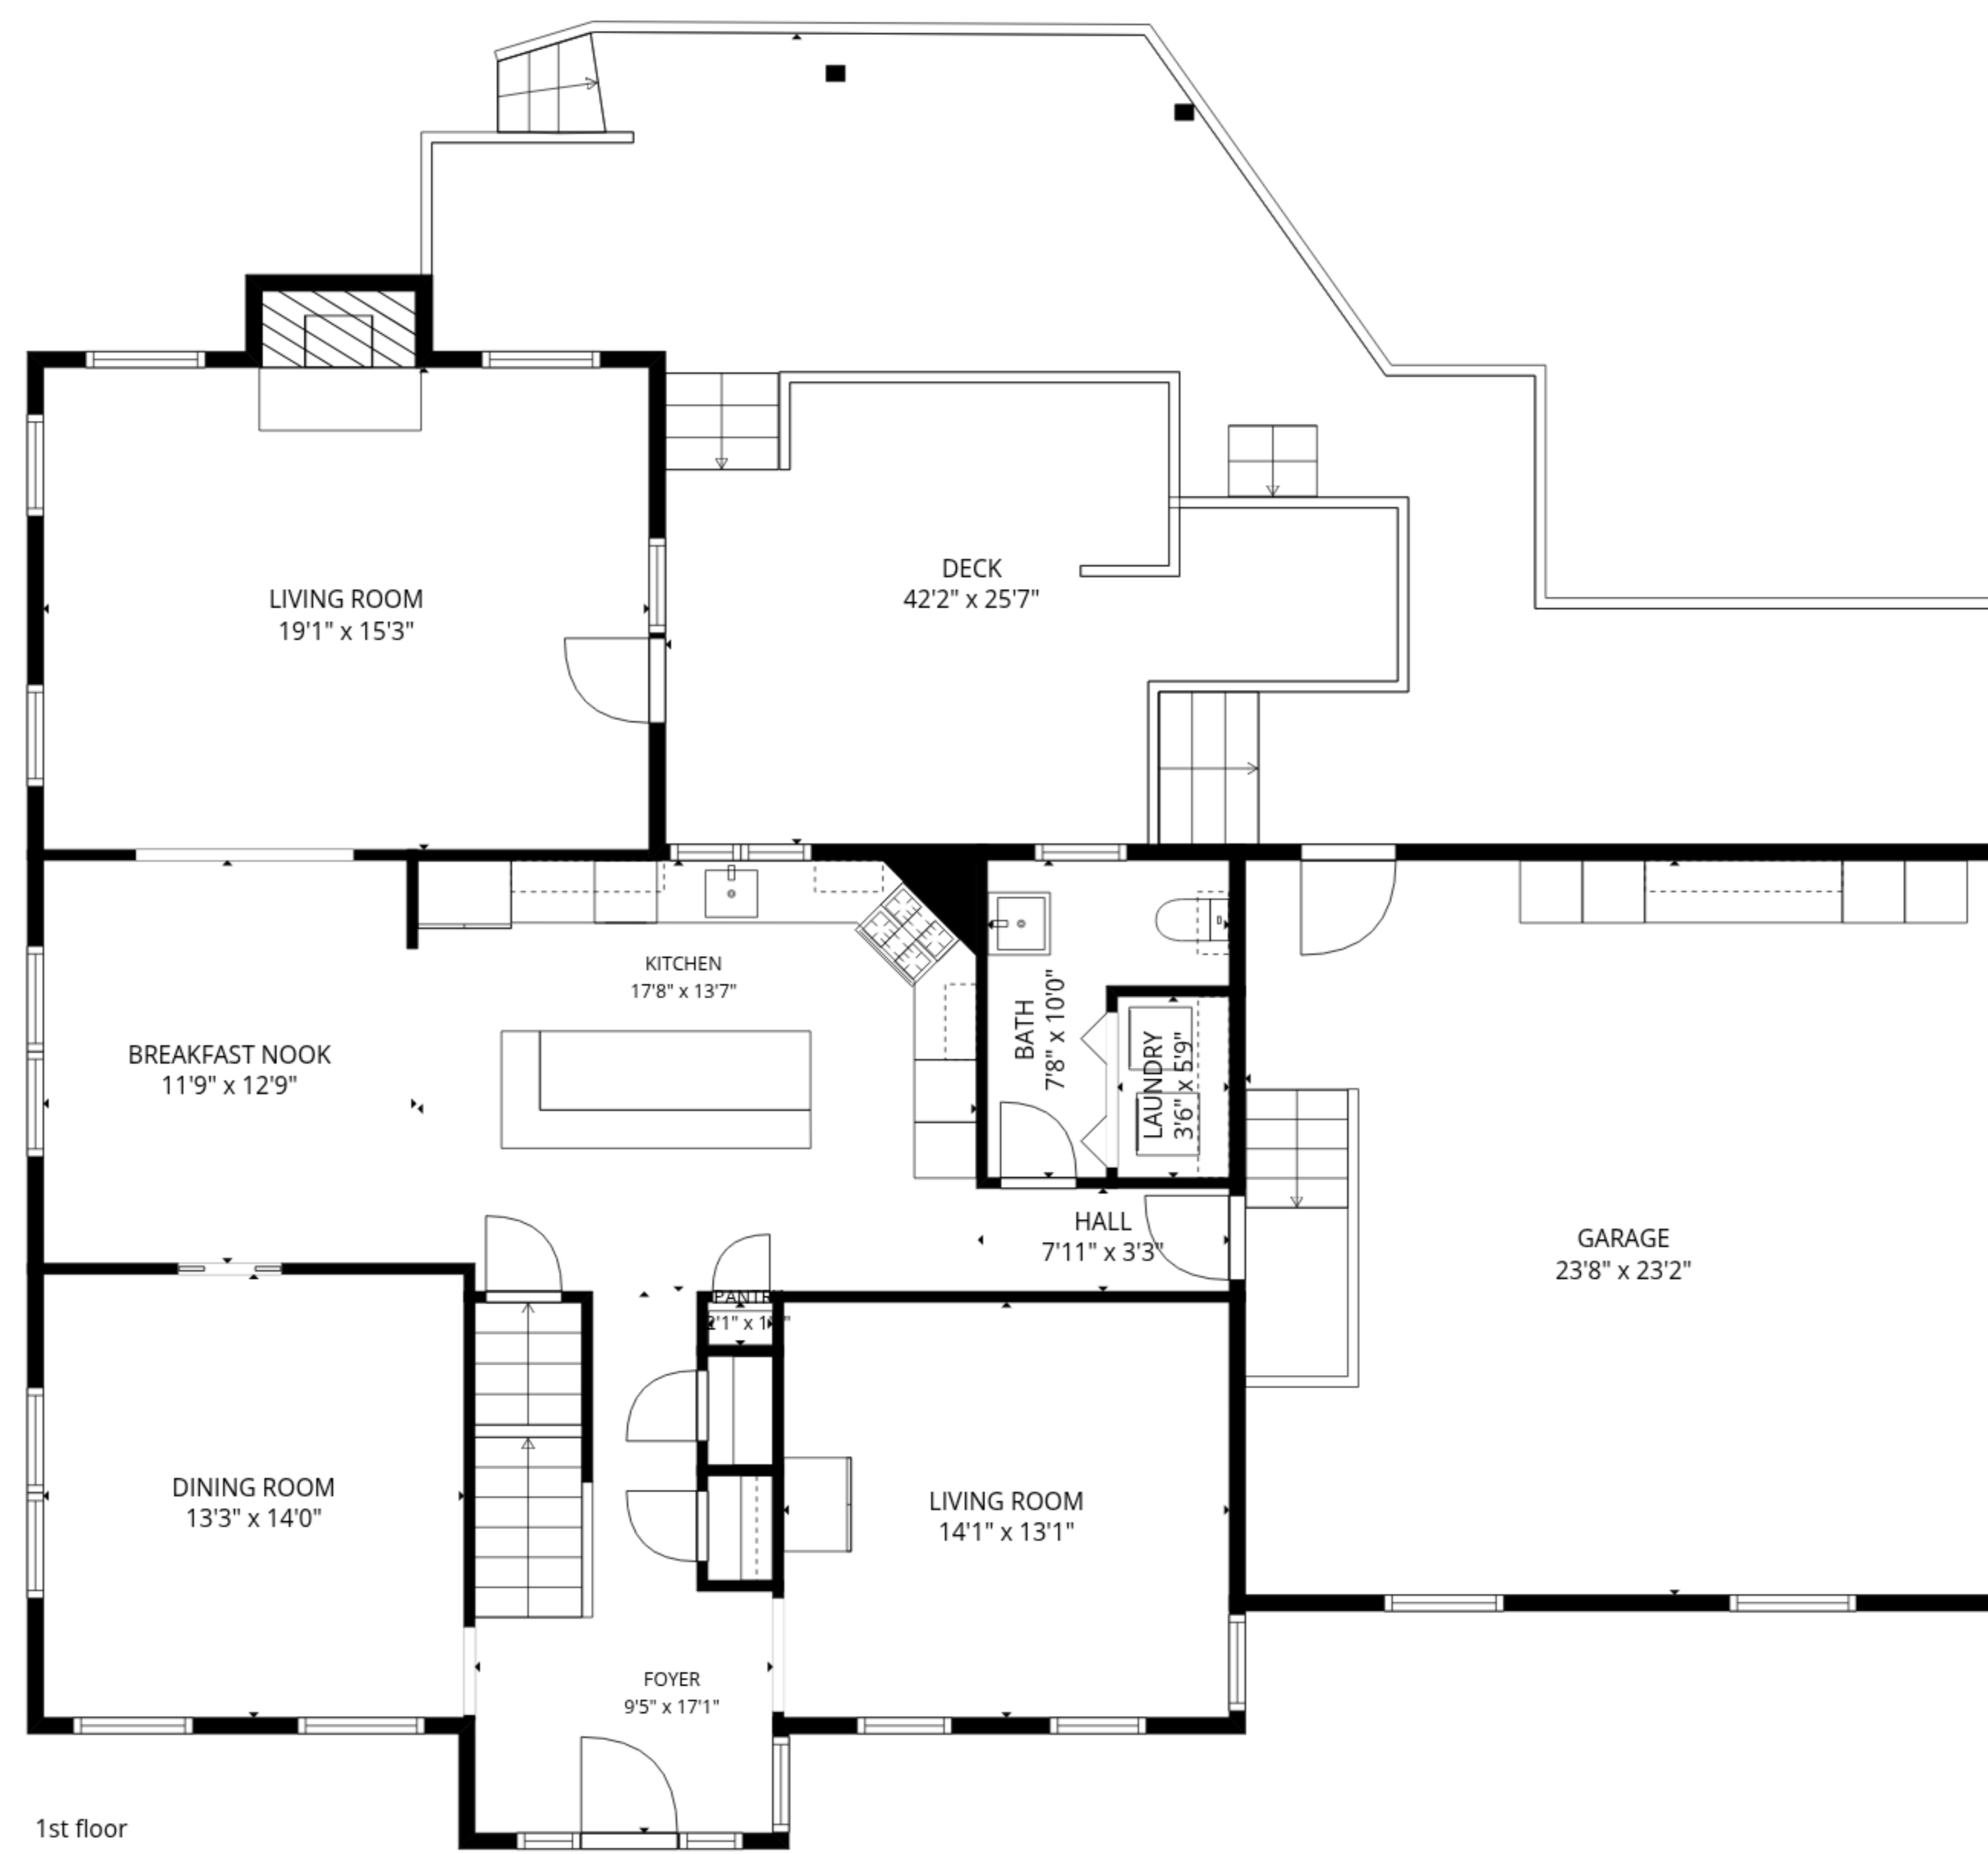 DECK
42'2" x 25'7"
LIVING ROOM
19'1" x 15'3"
KITCHEN
17'8" x 13'7"
BREAKFAST NOOK
11'9" x 12'9"
BATH
7'8" x 10'0"
LAUNDRY
3'6" x 5'9"
HALL
7'11" x 3'3"
GARAGE
23'8" x 23'2"
PANTRY
DINING ROOM
13'3" x 14'0"
LIVING ROOM
14'1" x 13'1"
FOYER
9'5" x 17'1"
1st floor